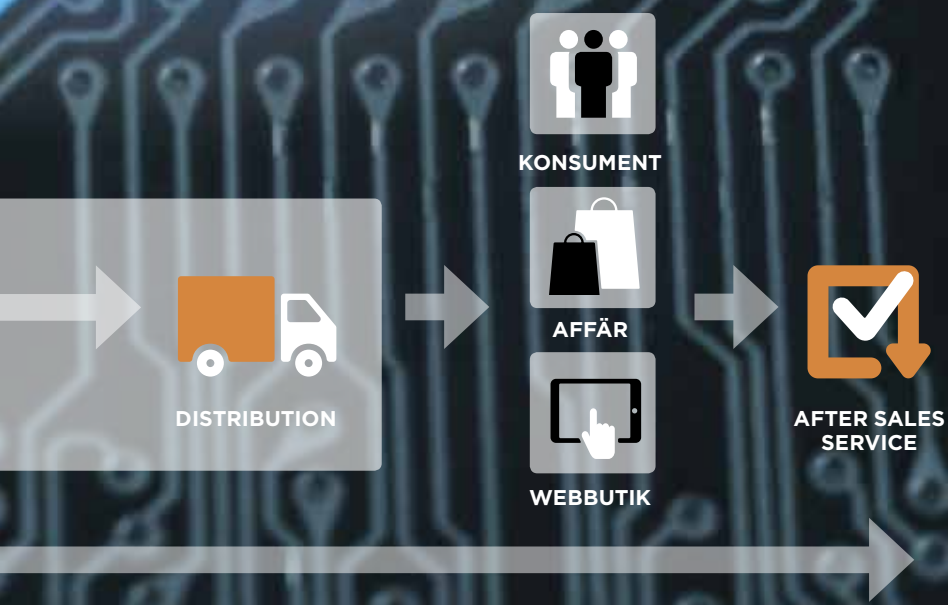 DISTRIBUTION
KONSUMENT
AFFÄR
WEBBUTIK
AFTER SALES
SERVICE